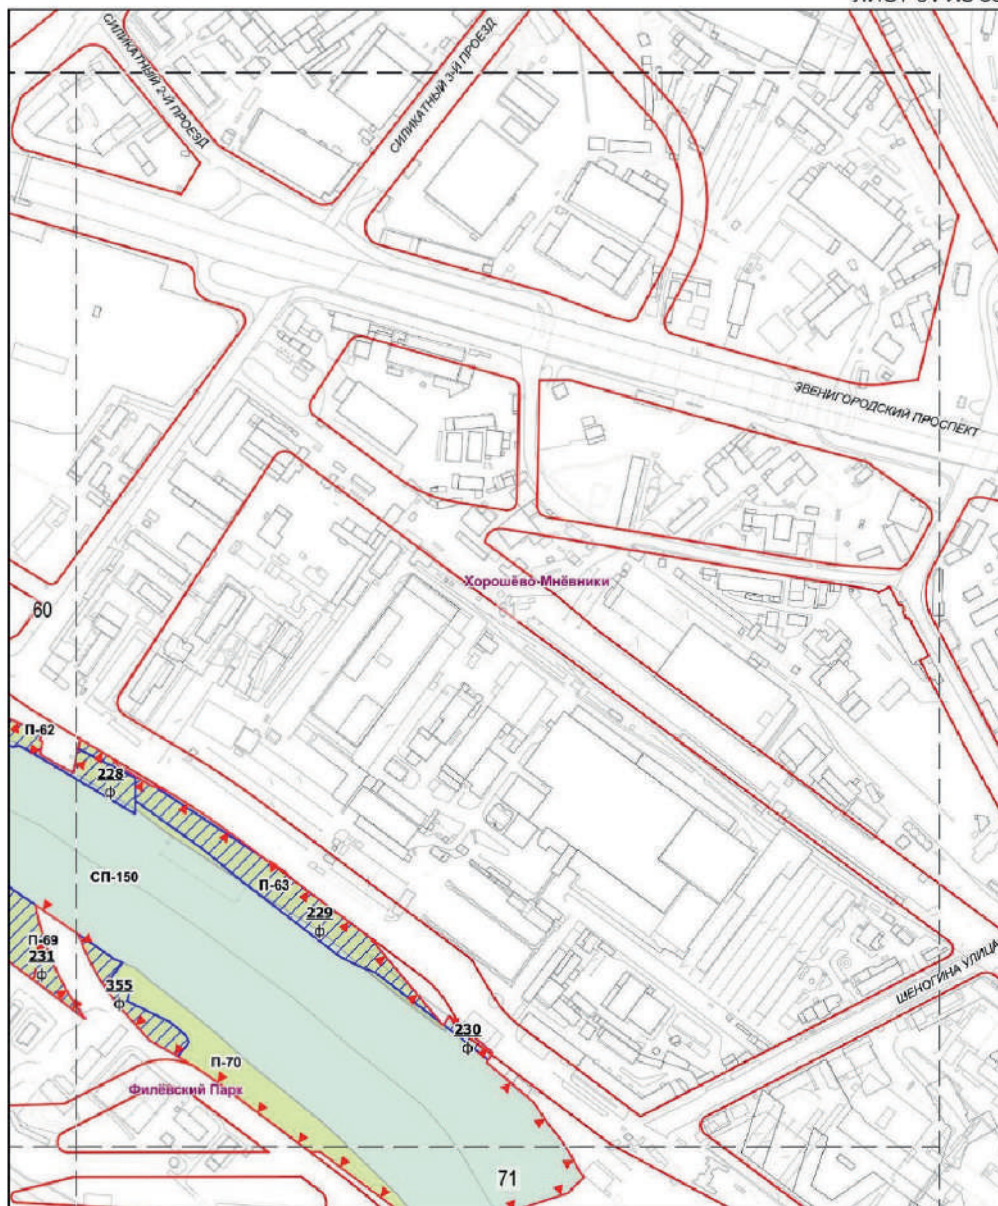 СИЛИКАТНЫЙ 2-Й ПРОЕЗД
СИЛИКАТНЫЙ 3-Й ПРОЕЗД
ЗВЕНИГОРОДСКИЙ ПРОСПЕКТ
Хорошёво-Мнёвники
60
61
П-62
228
ф
СП-150
П-63
229
ф
П-69
231
ф
355
ф
ШЕНОГИНА УЛИЦА
230
ф
П-70
Филёвский Парк
71